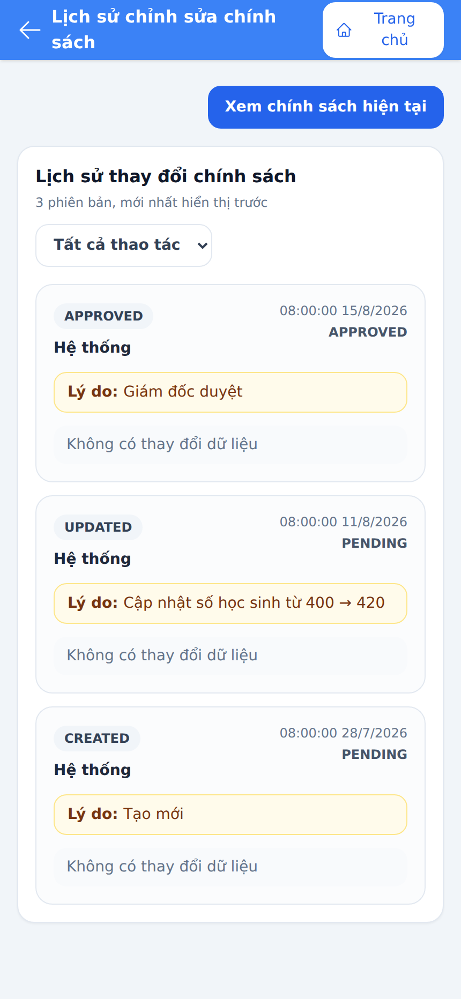 Lịch sử chỉnh sửa chính
sách
Trang
chủ
Xem chính sách hiện tại
Lịch sử thay đổi chính sách
3 phiên bản, mới nhất hiển thị trước
Tất cả thao tác
APPROVED
08:00:00 15/8/2026
APPROVED
Hệ thống
Lý do: Giám đốc duyệt
Không có thay đổi dữ liệu
UPDATED
08:00:00 11/8/2026
PENDING
Hệ thống
Lý do: Cập nhật số học sinh từ 400 → 420
Không có thay đổi dữ liệu
CREATED
08:00:00 28/7/2026
PENDING
Hệ thống
Lý do: Tạo mới
Không có thay đổi dữ liệu